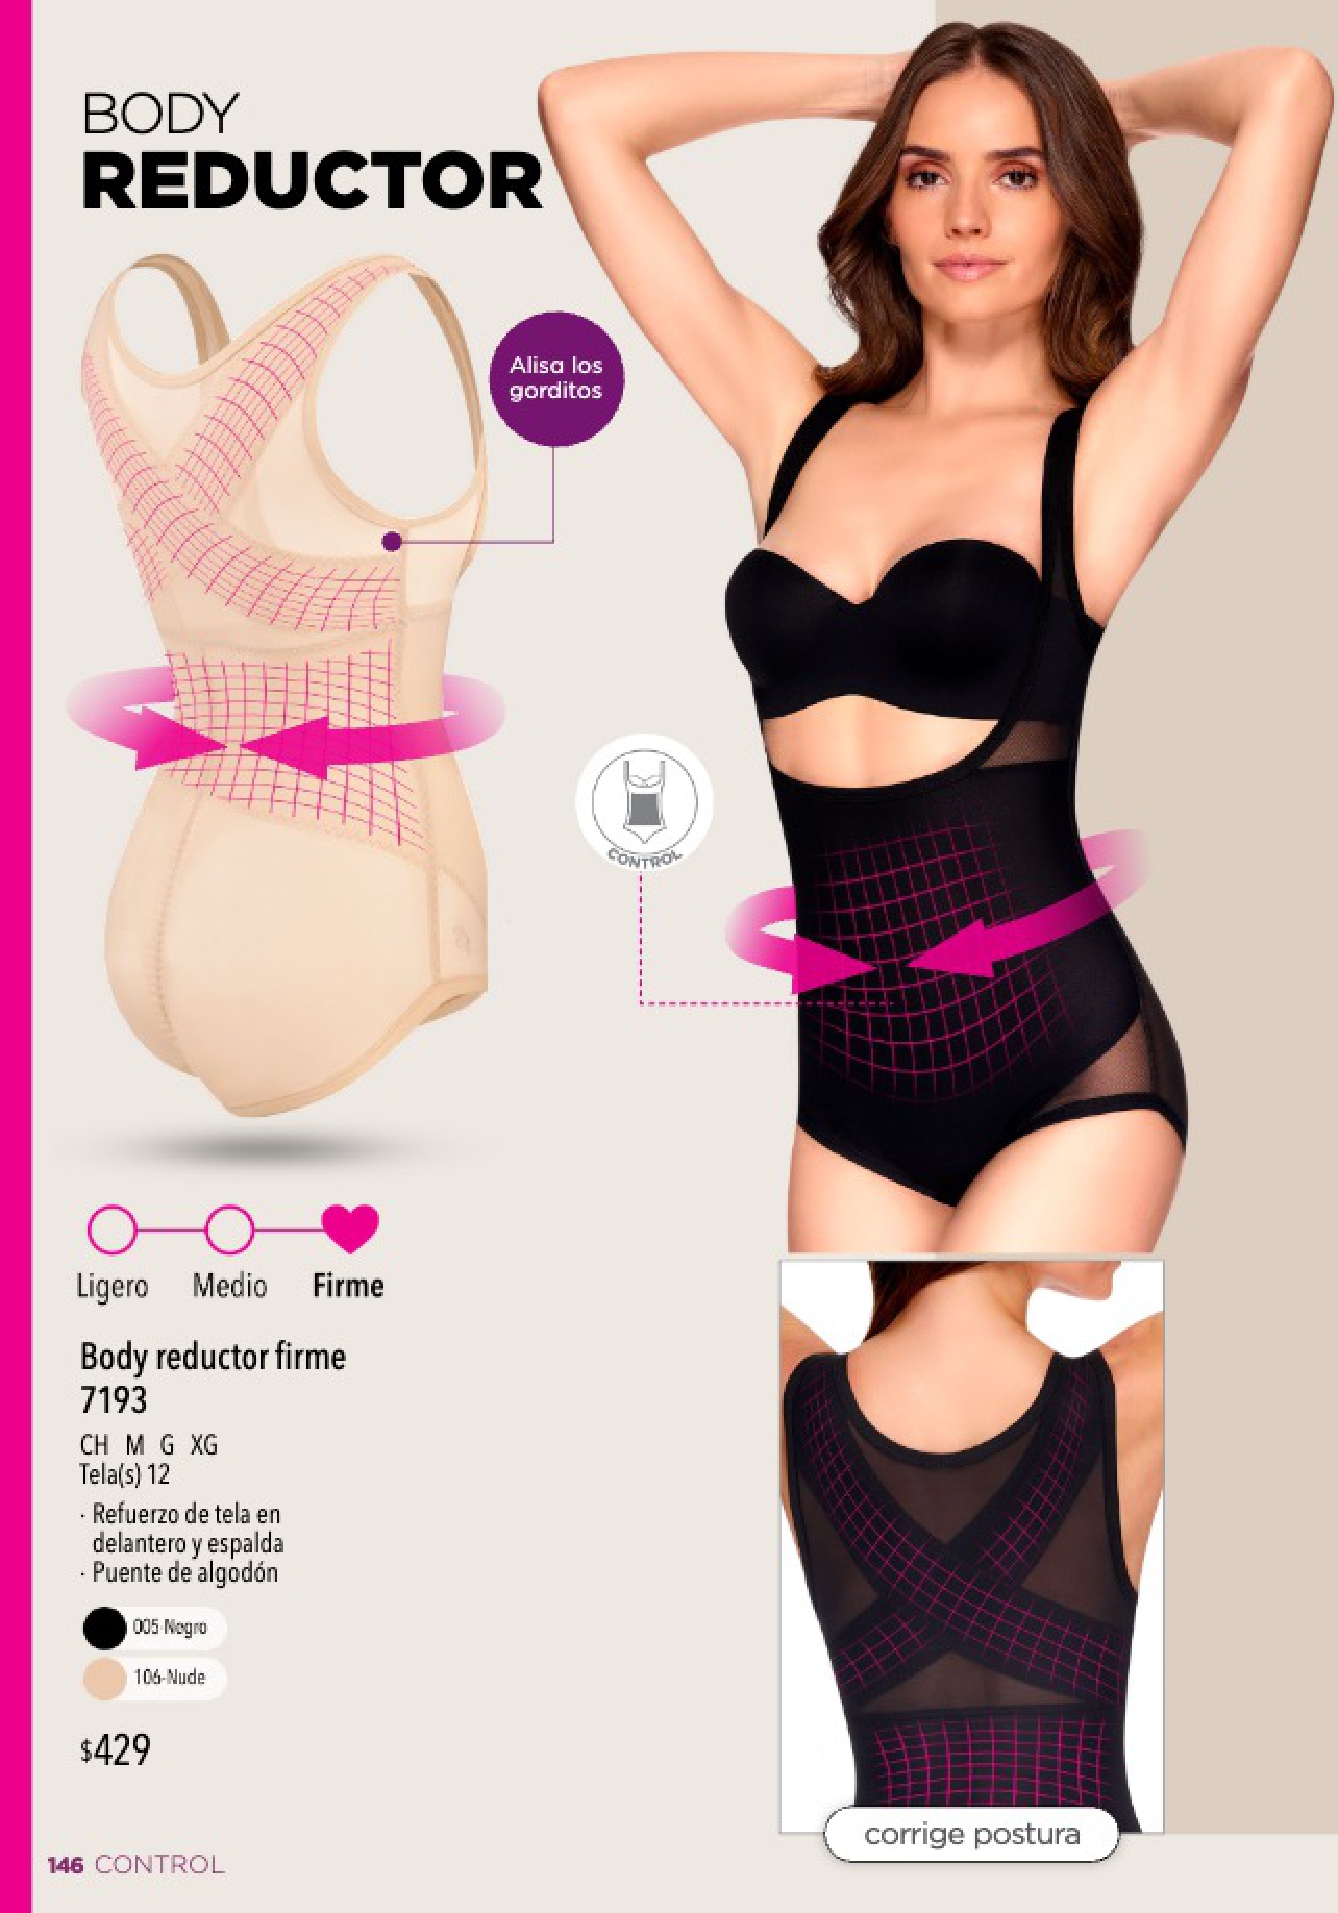 BODY
REDUCTOR
Alisa los
gorditos
CONTROL
Ligero Medio Firme
Body reductor firme
7193
CH M G XG
Tela(s) 12
· Refuerzo de tela en
delantero y espalda
· Puente de algodón
005-Negro
106-Nude
$429
corrige postura
146 CONTROL